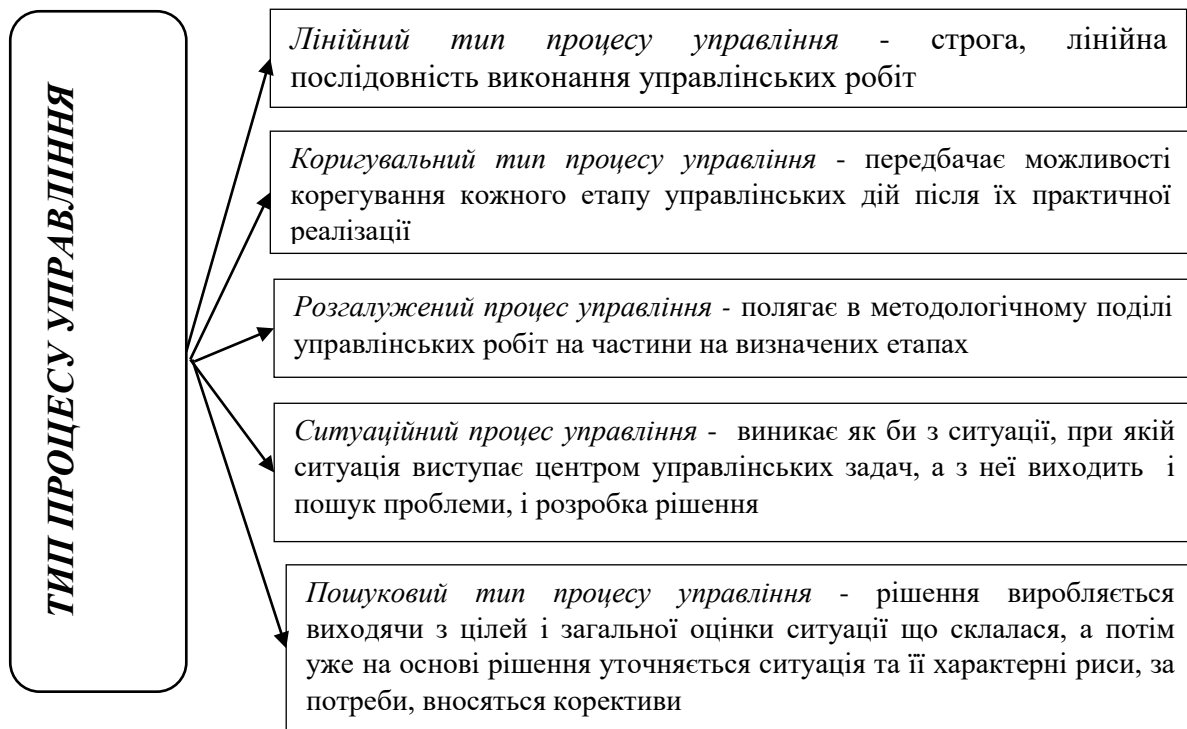 ТИП ПРОЦЕСУ УПРАВЛІННЯ
Лінійний тип процесу управління - строга, лінійна
послідовність виконання управлінських робіт
Коригувальний тип процесу управління - передбачає можливості
корегування кожного етапу управлінських дій після їх практичної
реалізації
Розгалужений процес управління - полягає в методологічному поділі
управлінських робіт на частини на визначених етапах
Ситуаційний процес управління - виникає як би з ситуації, при якій
ситуація виступає центром управлінських задач, а з неї виходить і
пошук проблеми, і розробка рішення
Пошуковий тип процесу управління - рішення виробляється
виходячи з цілей і загальної оцінки ситуації що склалася, а потім
уже на основі рішення уточняється ситуація та її характерні риси, за
потреби, вносяться корективи